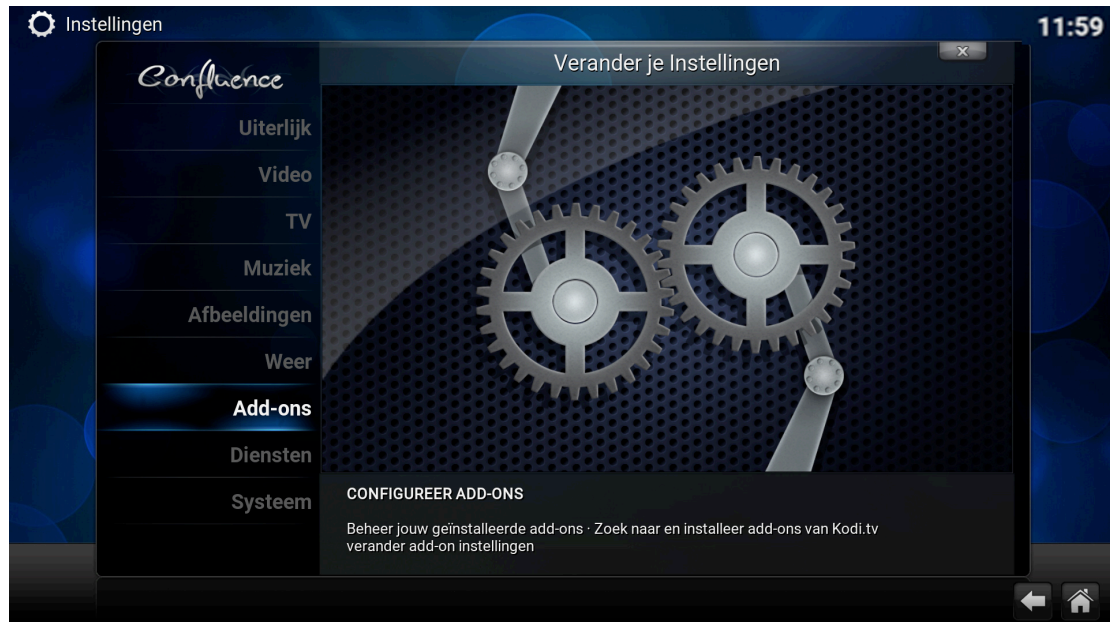 Instellingen
11:59
Confluence
Verander je Instellingen
Uiterlijk
Video
TV
Muziek
Afbeeldingen
Weer
Add-ons
Diensten
Systeem
CONFIGUREER ADD-ONS
Beheer jouw geïnstalleerde add-ons · Zoek naar en installeer add-ons van Kodi.tv
verander add-on instellingen